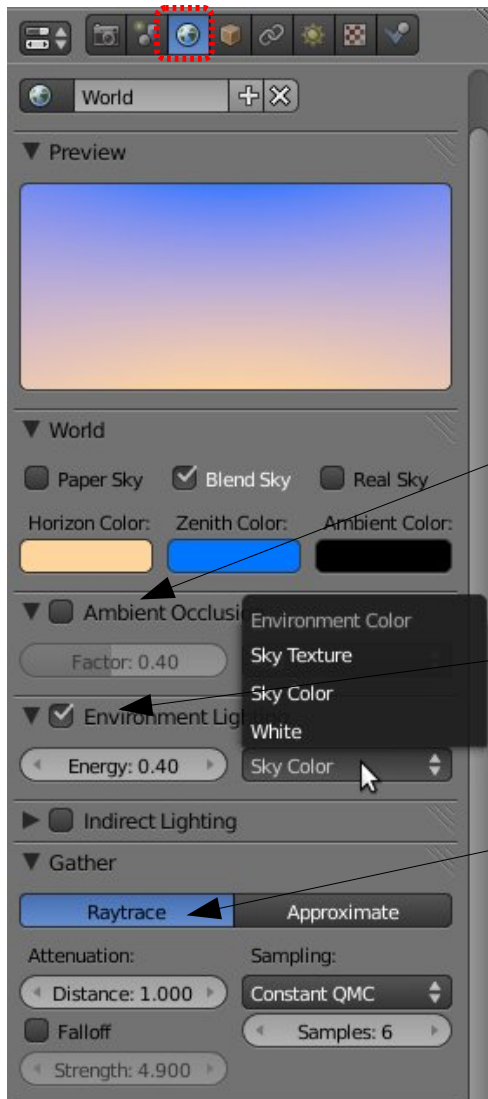 World
Preview
World
Paper Sky Blend Sky Real Sky
Horizon Color: Zenith Color: Ambient Color:
Ambient Occlusi
Environment Color
Factor: 0.40
Sky Texture
Sky Color
Environment Lig
White
Energy: 0.40 Sky Color
Indirect Lighting
Gather
Raytrace Approximate
Attenuation: Sampling:
Distance: 1.000 Constant QMC
Falloff Samples: 6
Strength: 4.900